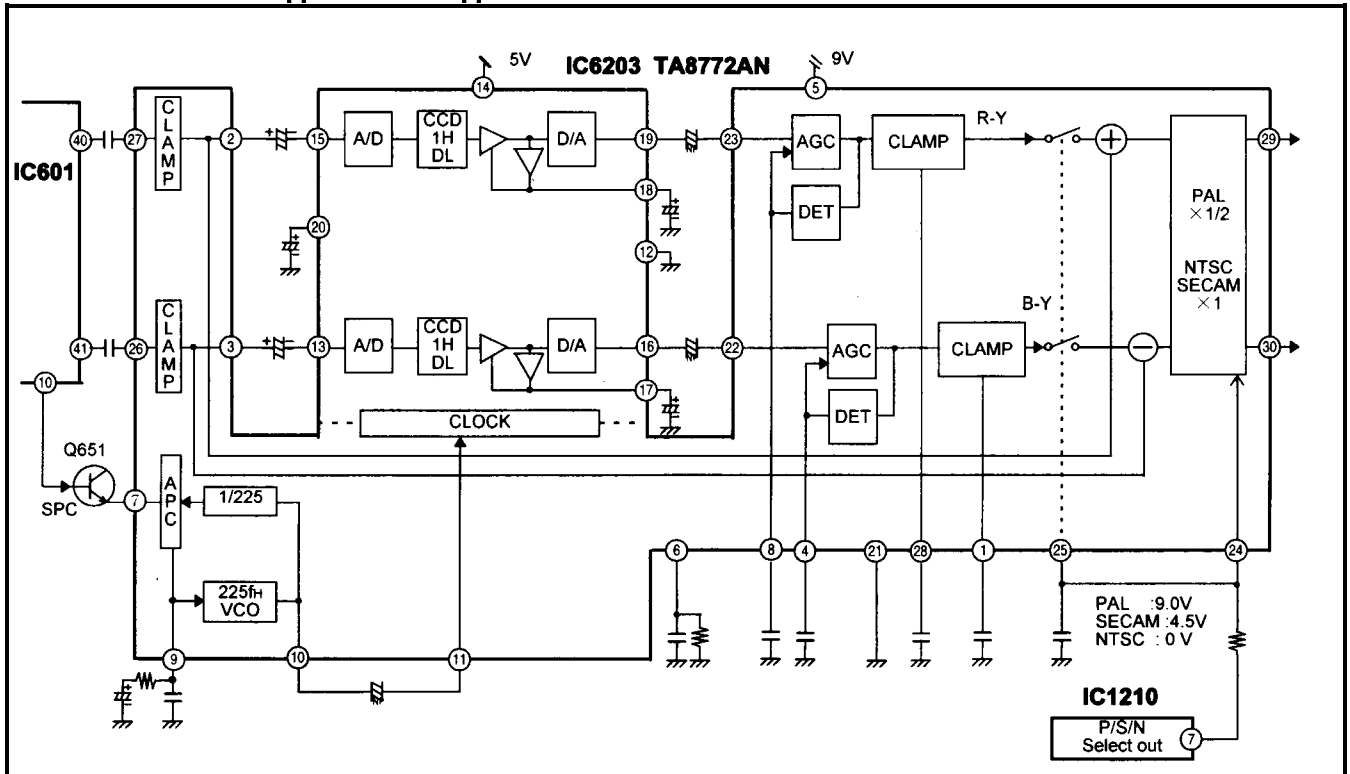 5V
IC6203 TA8772AN
9V
14
5
40
27
CLAMP
2
15
A/D
CCD 1H DL
D/A
19
23
AGC
CLAMP
R-Y
+
29
IC601
DET
18
20
12
PAL
×1/2
NTSC
SECAM
×1
41
26
CLAMP
3
13
A/D
CCD 1H DL
D/A
16
22
AGC
CLAMP
B-Y
−
30
10
17
DET
CLOCK
Q651
SPC
7
APC
1/225
225fH
VCO
6
8
4
21
28
1
25
24
PAL :9.0V
SECAM :4.5V
NTSC : 0 V
9
10
11
IC1210
P/S/N
Select out
7